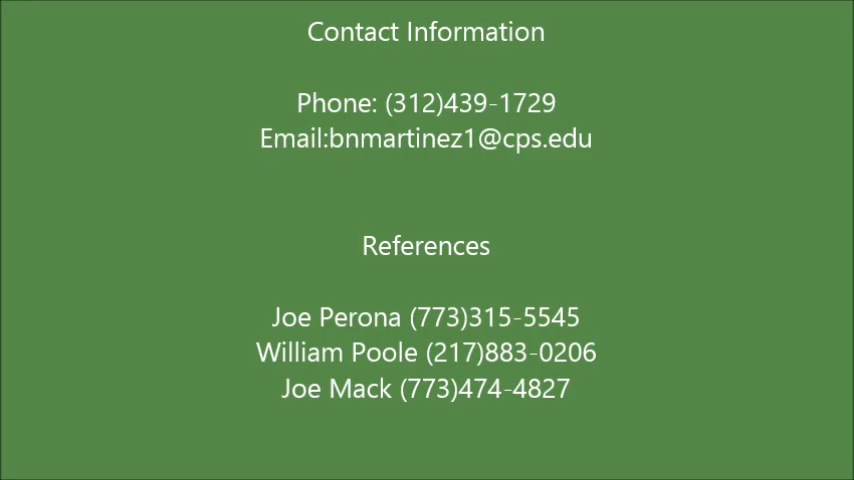 Contact Information
Phone: (312)439-1729
Email:bnmartinez1@cps.edu
References
Joe Perona (773)315-5545
William Poole (217)883-0206
Joe Mack (773)474-4827